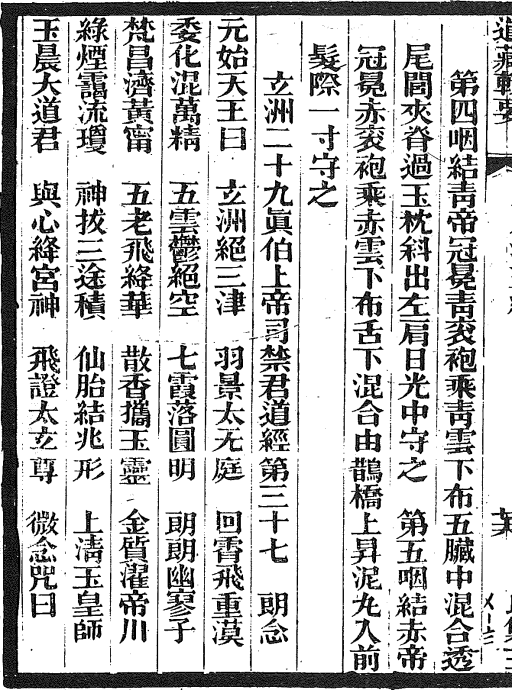 道藏輯要
第四咽結靑帝冠冕靑袞袍乘靑雲下布五臟中混合透
尾閭夾脊過玉枕斜出左肩日光中守之　第五咽結赤帝
冠冕赤袞袍乘赤雲下布舌下混合由鵲橋上昇泥丸入前
髮際一寸守之
玄洲二十九眞伯上帝司禁君道經第三十七　朗念
元始天王曰　玄洲絕三津　羽景太无庭　回霄飛重漠
委化混萬精　五雲鬱絕空　七霞落圓明　朗朗幽寥子
梵昌濟黃甯　五老飛絳華　散香攜玉靈　金質濯帝川
綠煙靄流瓊　神拔三途積　仙胎結兆形　上淸玉皇師
玉晨大道君　與心絳宮神　飛證太玄尊　微念咒曰